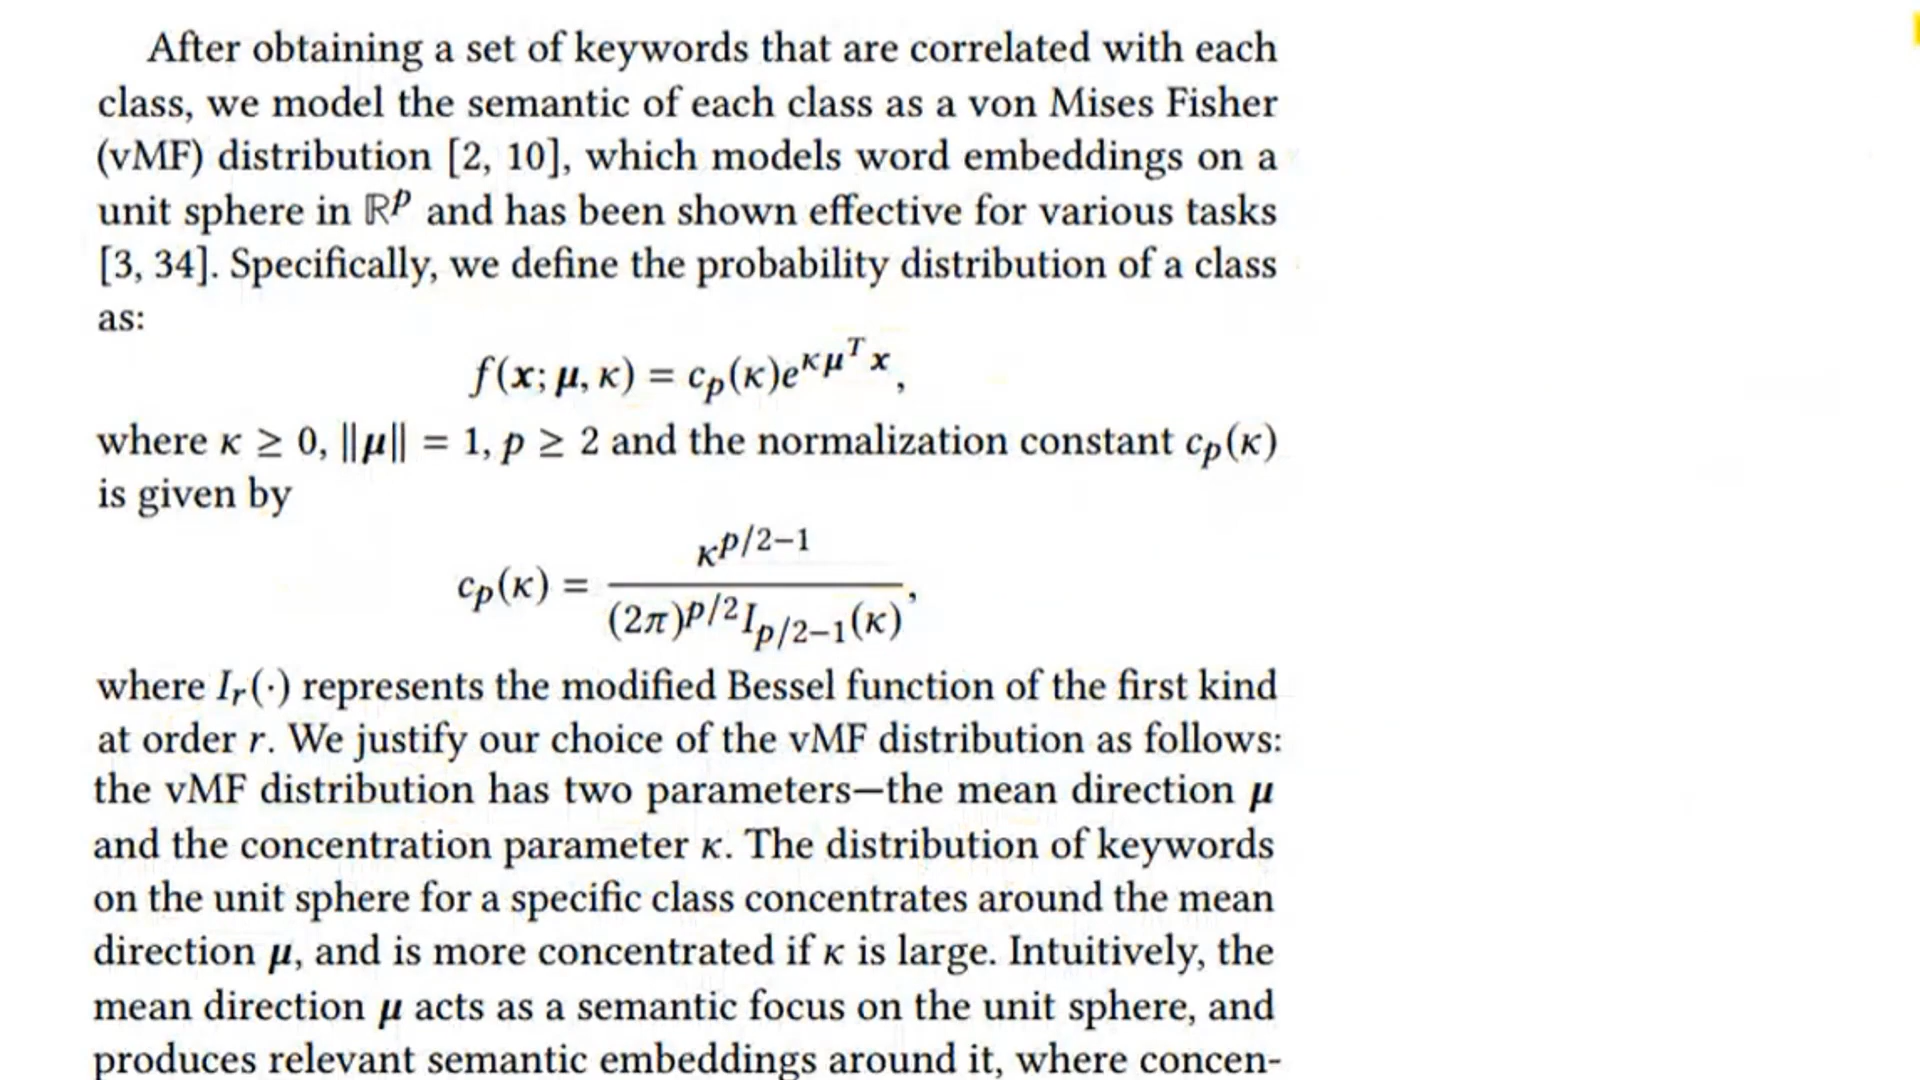 After obtaining a set of keywords that are correlated with each
class, we model the semantic of each class as a von Mises Fisher
(vMF) distribution [2, 10], which models word embeddings on a
unit sphere in ℝᵖ and has been shown effective for various tasks
[3, 34]. Specifically, we define the probability distribution of a class
as:
f(x; μ, κ) = cₚ(κ)e^{κμᵀx},
where κ ≥ 0, ‖μ‖ = 1, p ≥ 2 and the normalization constant cₚ(κ)
is given by
cₚ(κ) = κ^{p/2−1} / (2π)^{p/2} I_{p/2−1}(κ),
where Iᵣ(·) represents the modified Bessel function of the first kind
at order r. We justify our choice of the vMF distribution as follows:
the vMF distribution has two parameters—the mean direction μ
and the concentration parameter κ. The distribution of keywords
on the unit sphere for a specific class concentrates around the mean
direction μ, and is more concentrated if κ is large. Intuitively, the
mean direction μ acts as a semantic focus on the unit sphere, and
produces relevant semantic embeddings around it, where concen-